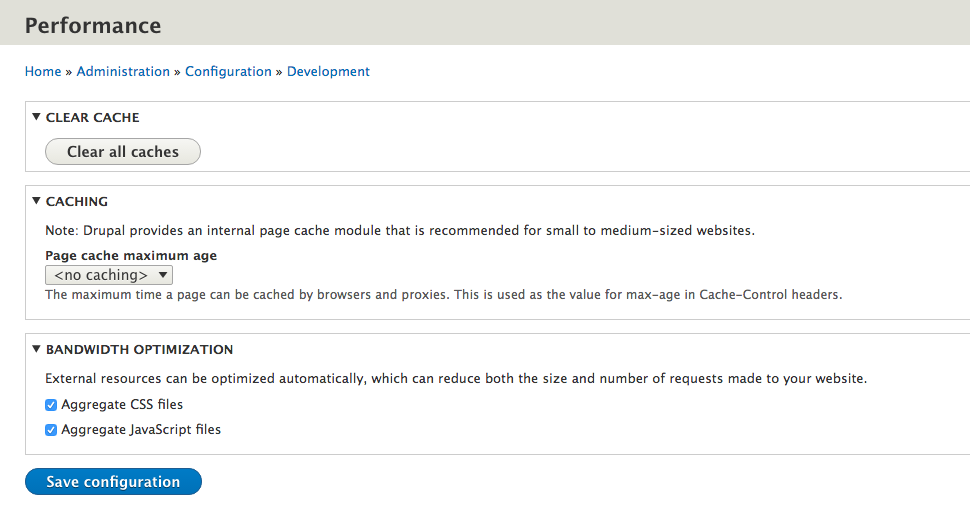 Performance
Home » Administration » Configuration » Development
CLEAR CACHE
Clear all caches
CACHING
Note: Drupal provides an internal page cache module that is recommended for small to medium-sized websites.
Page cache maximum age
<no caching>
The maximum time a page can be cached by browsers and proxies. This is used as the value for max-age in Cache-Control headers.
BANDWIDTH OPTIMIZATION
External resources can be optimized automatically, which can reduce both the size and number of requests made to your website.
Aggregate CSS files
Aggregate JavaScript files
Save configuration